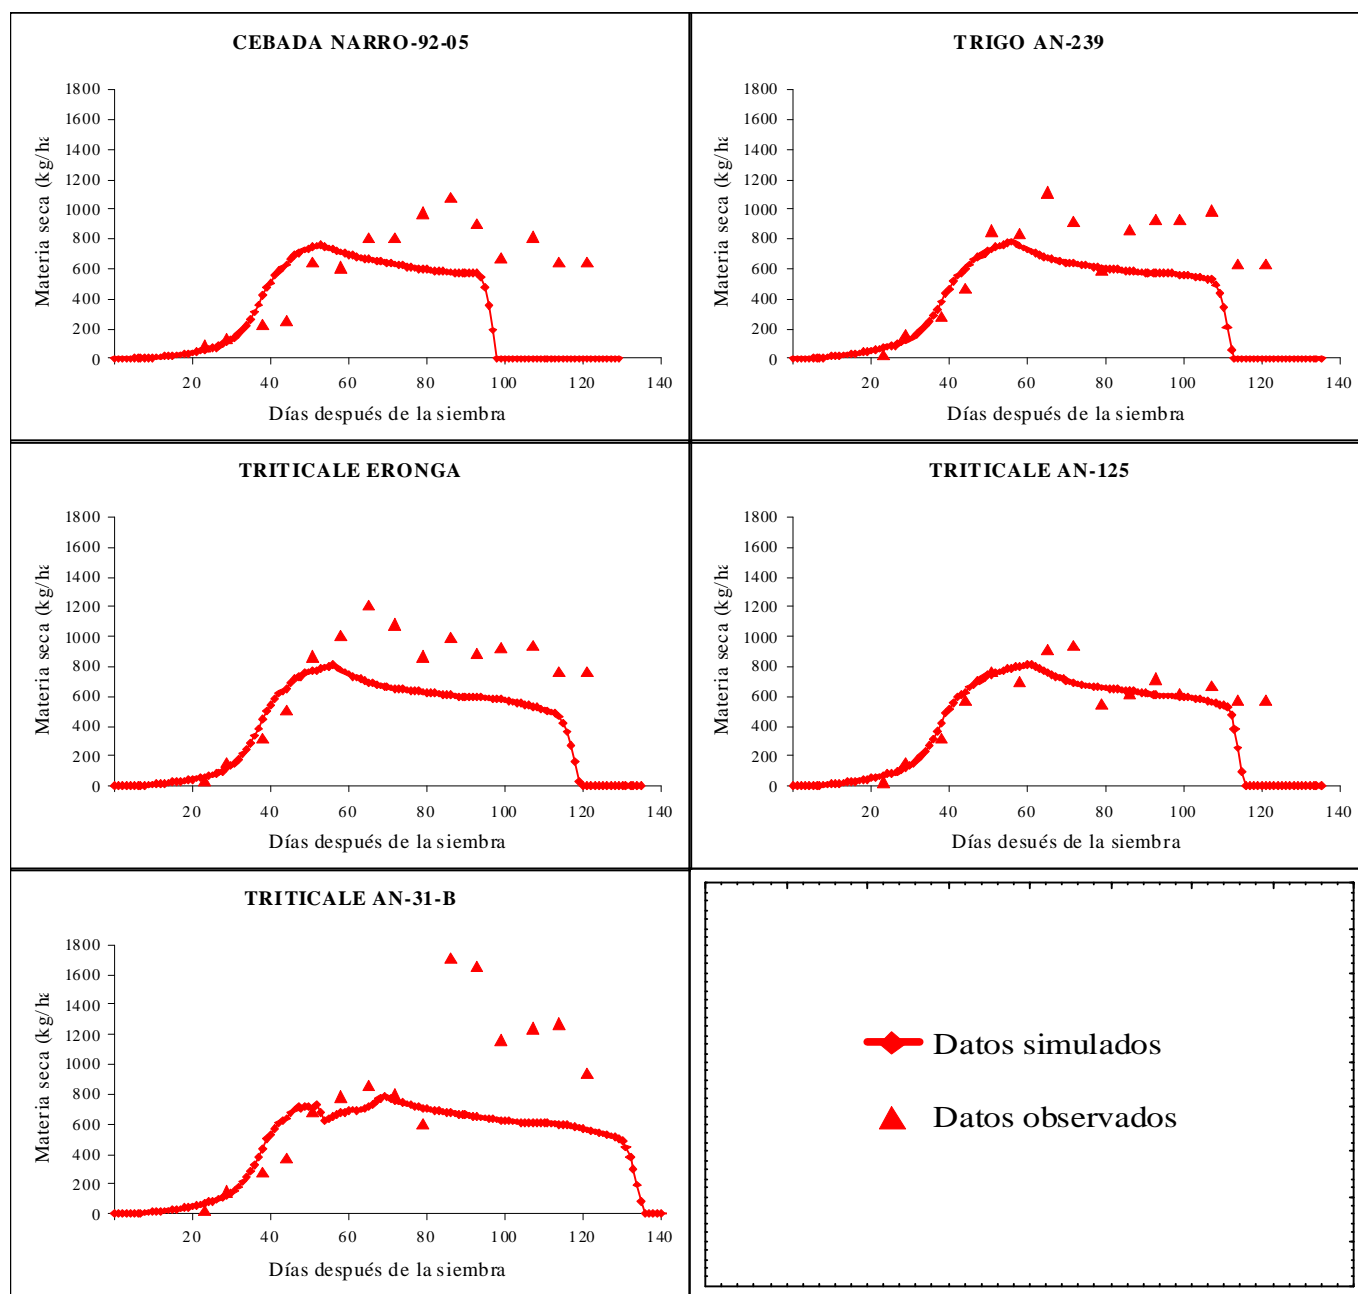 CEBADA NARRO-92-05
1800
1600
1400
1200
1000
800
600
400
200
0
Materia seca (kg/ha
20 40 60 80 100 120 140
Días después de la siembra
TRIGO AN-239
1800
1600
1400
1200
1000
800
600
400
200
0
Materia seca (kg/ha
20 40 60 80 100 120 140
Días después de la siembra
TRITICALE ERONGA
1800
1600
1400
1200
1000
800
600
400
200
0
Materia seca (kg/ha
20 40 60 80 100 120 140
Días después de la siembra
TRITICALE AN-125
1800
1600
1400
1200
1000
800
600
400
200
0
Materia seca (kg/ha
20 40 60 80 100 120 140
Días desués de la siembra
TRITICALE AN-31-B
1800
1600
1400
1200
1000
800
600
400
200
0
Materia seca (kg/ha
20 40 60 80 100 120 140
Días después de la siembra
Datos simulados
Datos observados